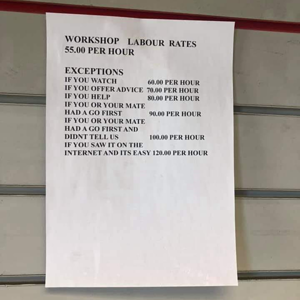 WORKSHOP LABOUR RATES
55.00 PER HOUR
EXCEPTIONS
IF YOU WATCH 60.00 PER HOUR
IF YOU OFFER ADVICE 70.00 PER HOUR
IF YOU HELP 80.00 PER HOUR
IF YOU OR YOUR MATE
HAD A GO FIRST 90.00 PER HOUR
IF YOU OR YOUR MATE
HAD A GO FIRST AND
DIDNT TELL US 100.00 PER HOUR
IF YOU SAW IT ON THE
INTERNET AND ITS EASY 120.00 PER HOUR